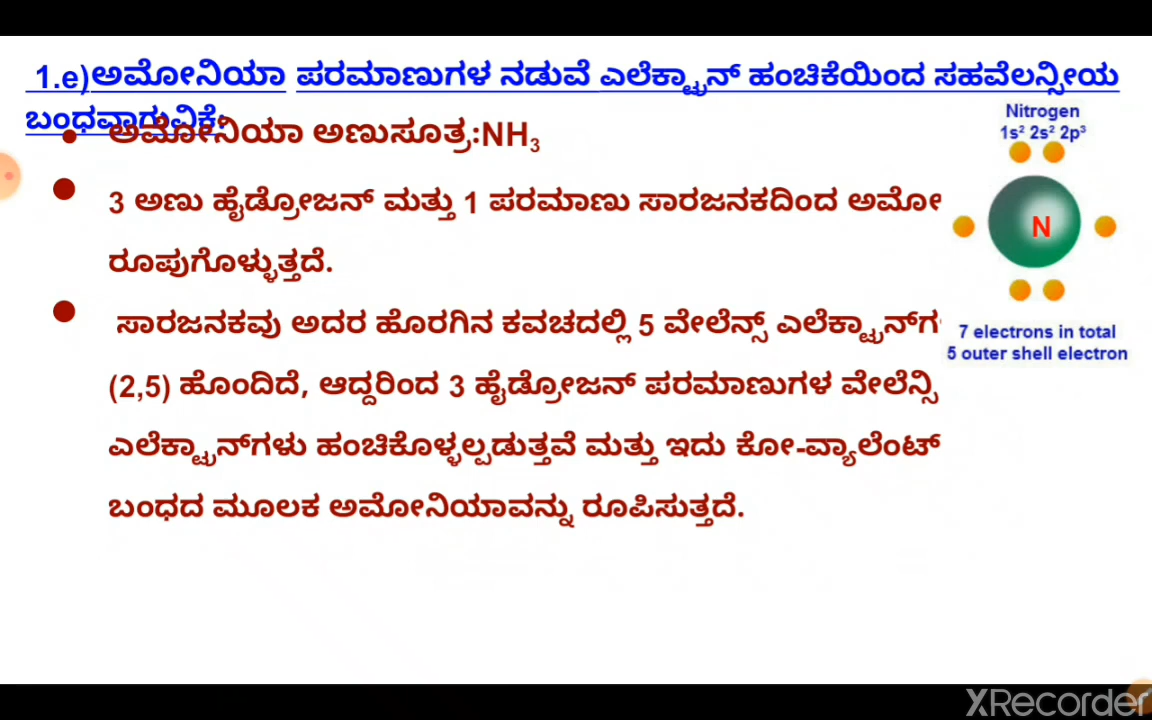 1.e)ಅಮೋನಿಯಾ ಪರಮಾಣುಗಳ ನಡುವೆ ಎಲೆಕ್ಟ್ರಾನ್ ಹಂಚಿಕೆಯಿಂದ ಸಹವೆಲನ್ಸೀಯ
ಬಂಧವಾಗುವಿಕೆ:
ಅಮೋನಿಯಾ ಅಣುಸೂತ್ರ:NH₃
3 ಅಣು ಹೈಡ್ರೋಜನ್ ಮತ್ತು 1 ಪರಮಾಣು ಸಾರಜನಕದಿಂದ ಅಮೋ
ರೂಪುಗೊಳ್ಳುತ್ತದೆ.
ಸಾರಜನಕವು ಅದರ ಹೊರಗಿನ ಕವಚದಲ್ಲಿ 5 ವೇಲೆನ್ಸ್ ಎಲೆಕ್ಟ್ರಾನ್‌ಗ
(2,5) ಹೊಂದಿದೆ, ಆದ್ದರಿಂದ 3 ಹೈಡ್ರೋಜನ್ ಪರಮಾಣುಗಳ ವೇಲೆನ್ಸಿ
ಎಲೆಕ್ಟ್ರಾನ್‌ಗಳು ಹಂಚಿಕೊಳ್ಳಲ್ಪಡುತ್ತವೆ ಮತ್ತು ಇದು ಕೋ-ವ್ಯಾಲೆಂಟ್
ಬಂಧದ ಮೂಲಕ ಅಮೋನಿಯಾವನ್ನು ರೂಪಿಸುತ್ತದೆ.
Nitrogen
1s² 2s² 2p³
N
7 electrons in total
5 outer shell electron
XRecorder